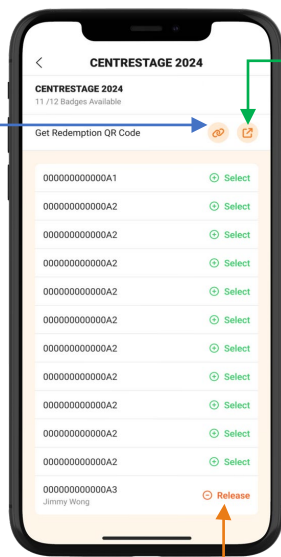 CENTRESTAGE 2024
CENTRESTAGE 2024
11 /12 Badges Available
Get Redemption QR Code
000000000000A1 Select
000000000000A2 Select
000000000000A2 Select
000000000000A2 Select
000000000000A2 Select
000000000000A2 Select
000000000000A2 Select
000000000000A2 Select
000000000000A2 Select
000000000000A2 Select
000000000000A2 Select
000000000000A3 Release
Jimmy Wong